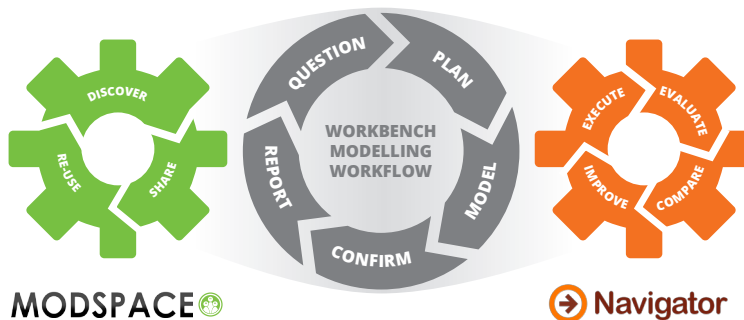 DISCOVER
SHARE
RE-USE
MODSPACE
QUESTION
PLAN
MODEL
CONFIRM
REPORT
WORKBENCH
MODELLING
WORKFLOW
EXECUTE
EVALUATE
COMPARE
IMPROVE
Navigator